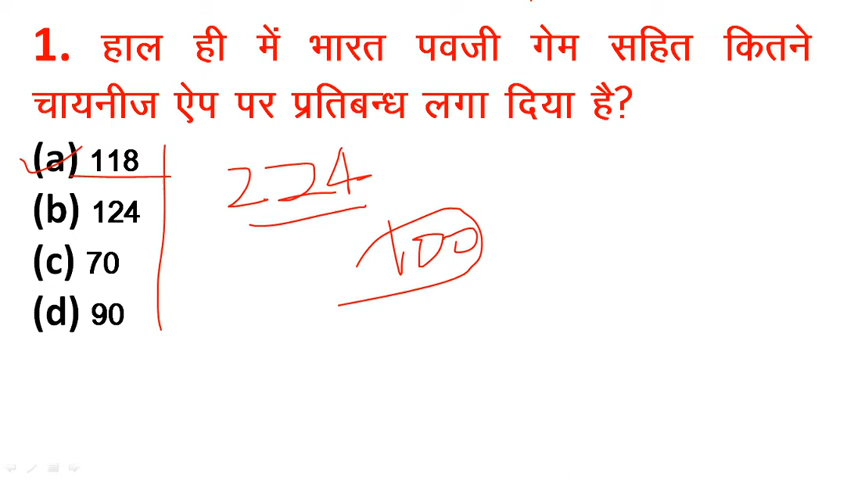 1. हाल ही में भारत पवजी गेम सहित कितने
चायनीज ऐप पर प्रतिबन्ध लगा दिया है?
(a) 118
(b) 124
(c) 70
(d) 90
224
100